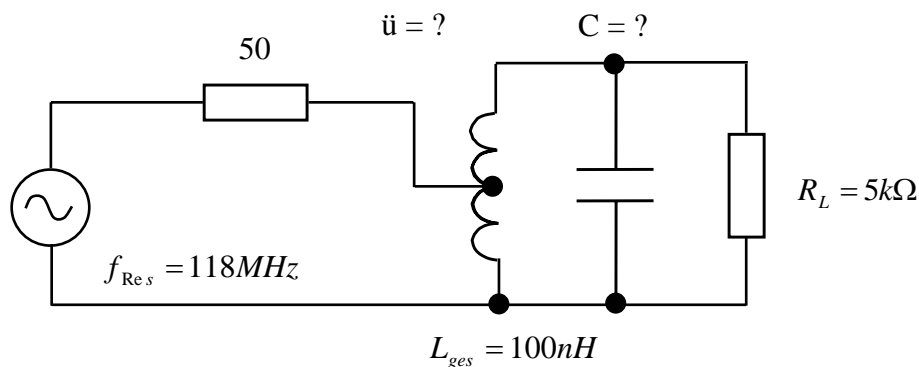 ü = ?
C = ?
50
R_L = 5kΩ
f_Res = 118MHz
L_ges = 100nH